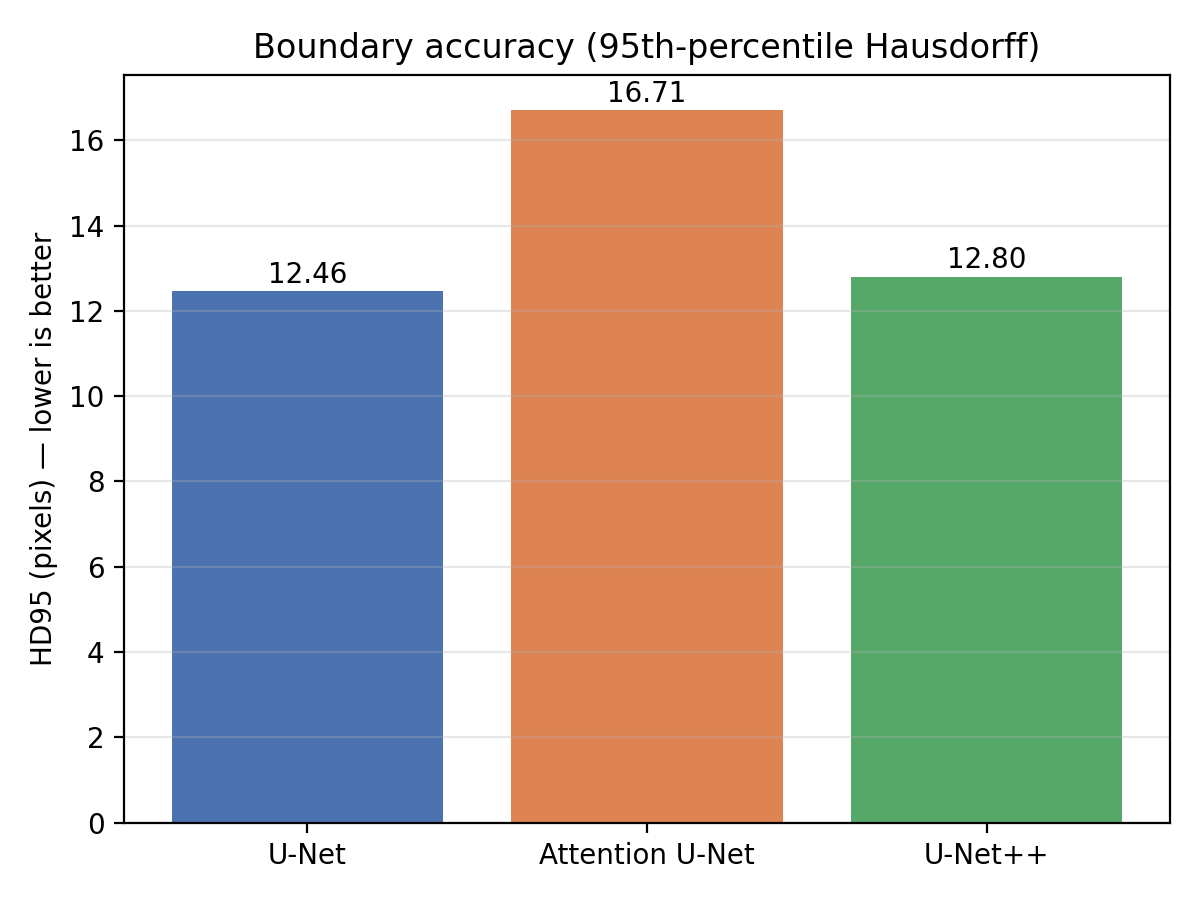 Boundary accuracy (95th-percentile Hausdorff)
HD95 (pixels) — lower is better
16
14
12
10
8
6
4
2
0
12.46
16.71
12.80
U-Net
Attention U-Net
U-Net++